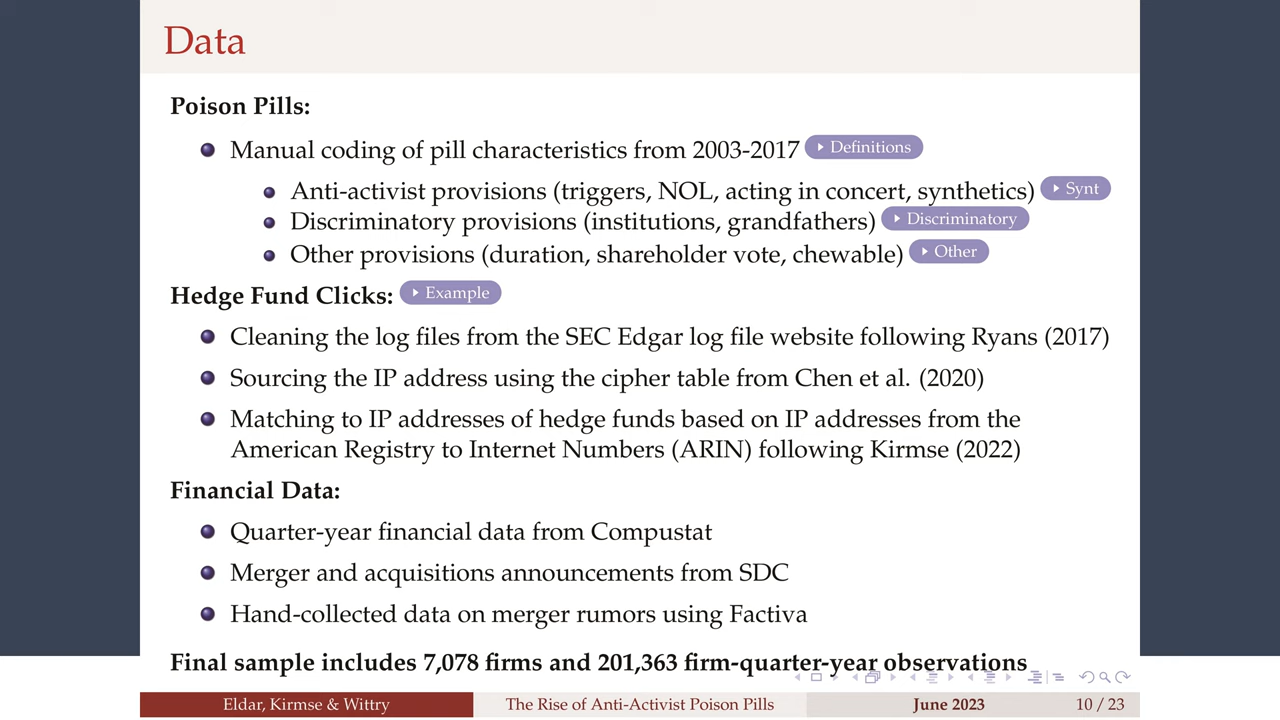 Data
Poison Pills:
Manual coding of pill characteristics from 2003-2017 Definitions
Anti-activist provisions (triggers, NOL, acting in concert, synthetics) Synt
Discriminatory provisions (institutions, grandfathers) Discriminatory
Other provisions (duration, shareholder vote, chewable) Other
Hedge Fund Clicks: Example
Cleaning the log files from the SEC Edgar log file website following Ryans (2017)
Sourcing the IP address using the cipher table from Chen et al. (2020)
Matching to IP addresses of hedge funds based on IP addresses from the
American Registry to Internet Numbers (ARIN) following Kirmse (2022)
Financial Data:
Quarter-year financial data from Compustat
Merger and acquisitions announcements from SDC
Hand-collected data on merger rumors using Factiva
Final sample includes 7,078 firms and 201,363 firm-quarter-year observations
Eldar, Kirmse & Wittry The Rise of Anti-Activist Poison Pills June 2023 10 / 23